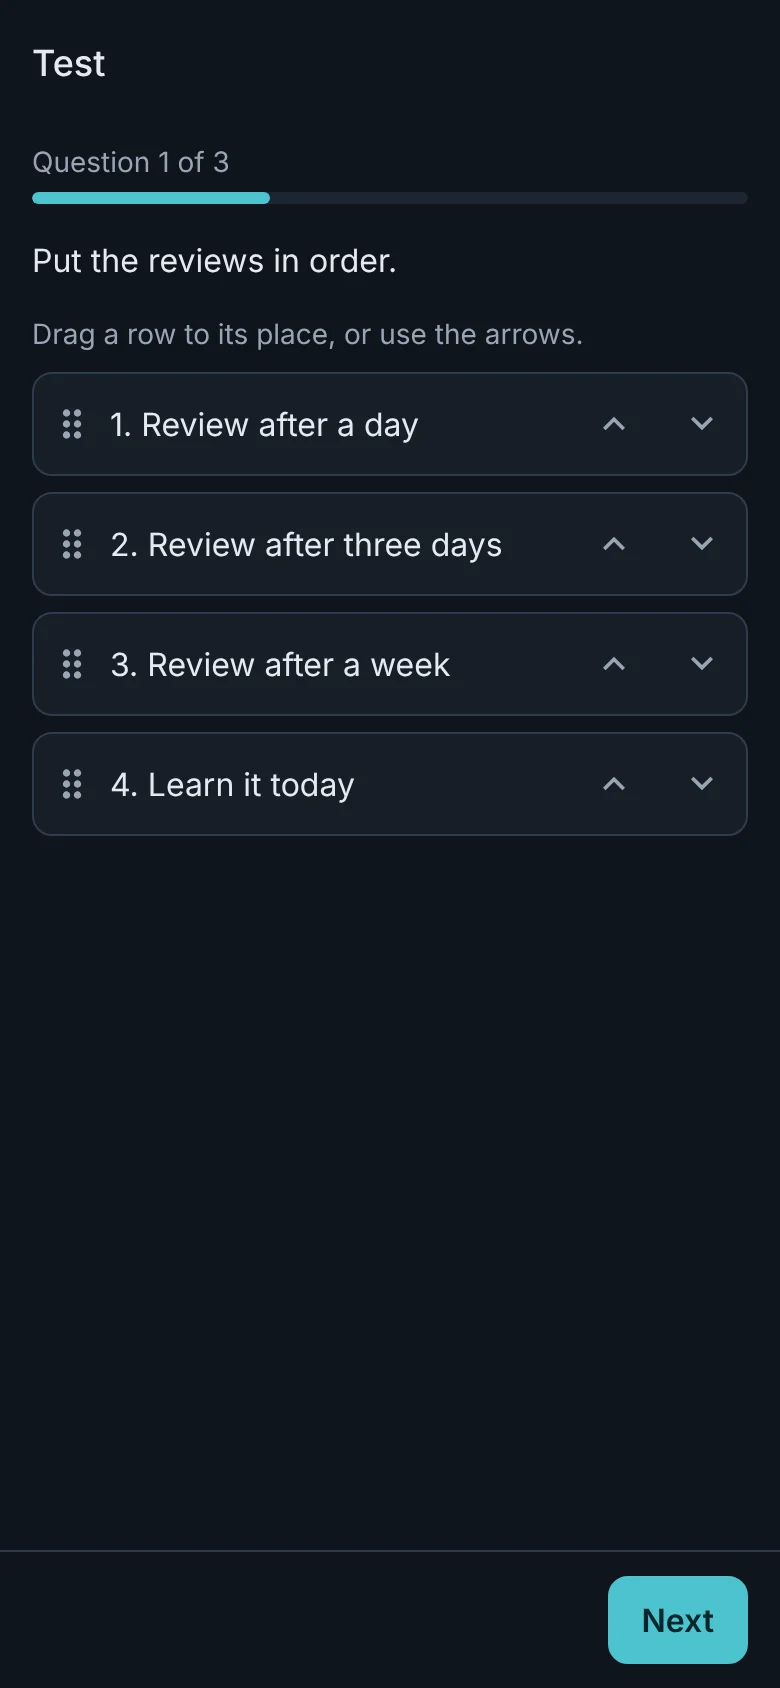 Test
Question 1 of 3
Put the reviews in order.
Drag a row to its place, or use the arrows.
1. Review after a day
2. Review after three days
3. Review after a week
4. Learn it today
Next